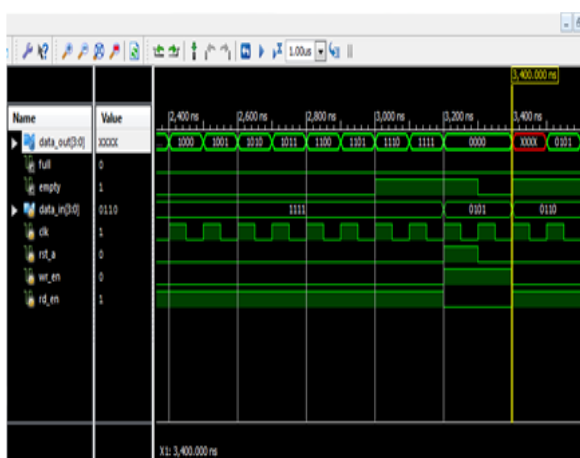 1.00us
3,400.000 ns
Name Value
2,400 ns 2,600 ns 2,800 ns 3,000 ns 3,200 ns 3,400 ns
data_out[3:0] XXXX 1000 1001 1010 1011 1100 1101 1110 1111 0000 XXXX 0101
full 0
empty 1
data_in[3:0] 0110 1111 0101 0110
clk 1
rst_a 0
wr_en 0
rd_en 1
X1: 3,400.000 ns